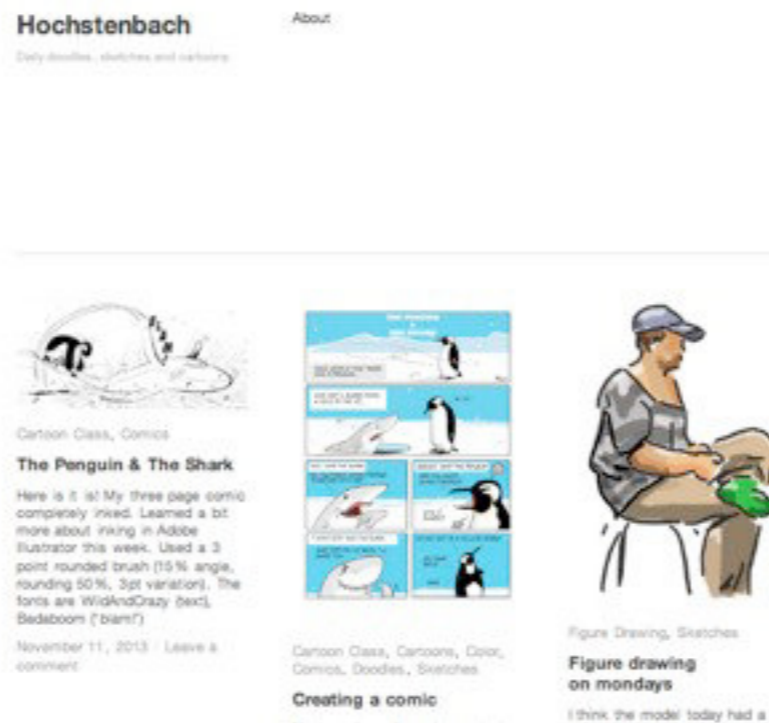 Hochstenbach
About
Daily doodles, sketches and cartoons
Cartoon Class, Comics
The Penguin & The Shark
Here is it is! My three page comic
completely inked. Learned a bit
more about inking in Adobe
Illustrator this week. Used a 3
point rounded brush (15% angle,
rounding 50%, 3pt variation). The
fonts are WildAndCrazy (text),
Badaboom ("blam!")
November 11, 2013 · Leave a
comment
Cartoon Class, Cartoons, Color,
Comics, Doodles, Sketches
Creating a comic
Figure Drawing, Sketches
Figure drawing
on mondays
I think the model today had a